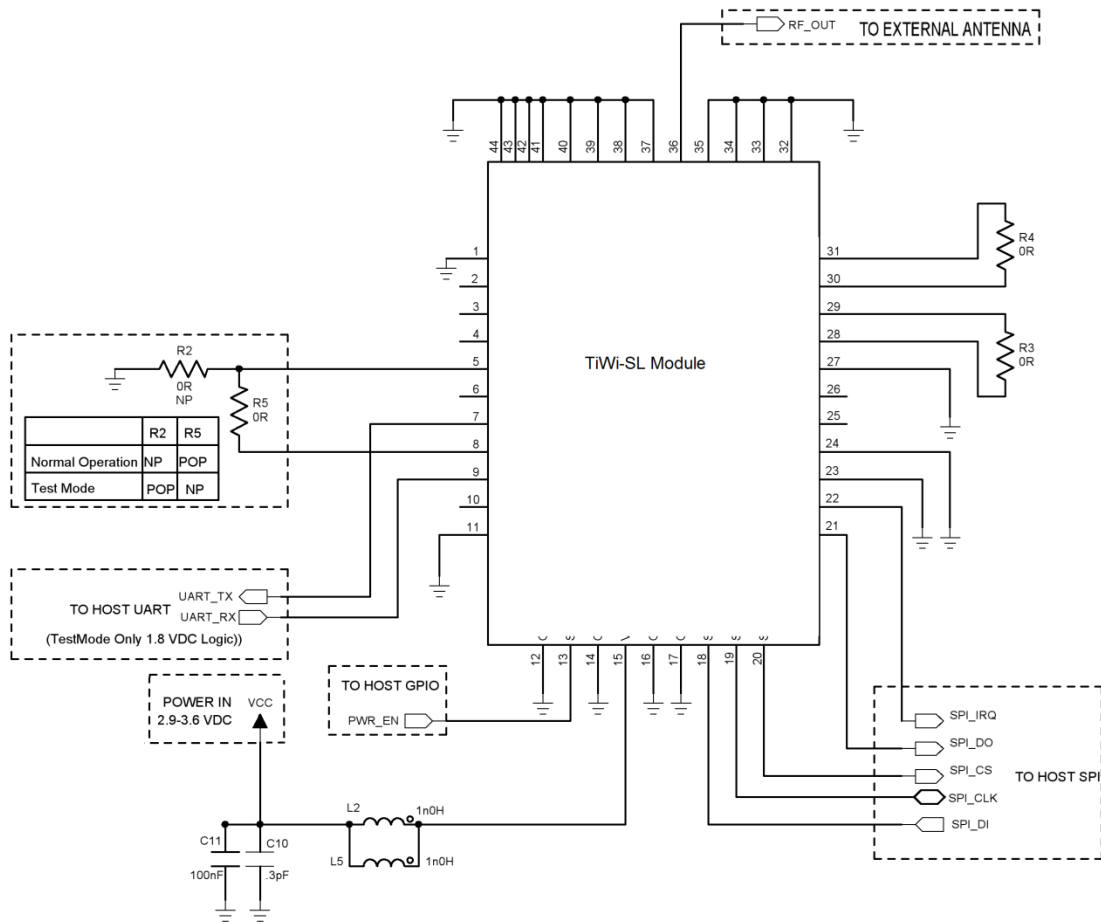 RF_OUT
TO EXTERNAL ANTENNA
44
43
42
41
40
39
38
37
36
35
34
33
32
1
2
3
4
5
6
7
8
9
10
11
31
30
29
28
27
26
25
24
23
22
21
TiWi-SL Module
R4
0R
R3
0R
R2
0R
NP
R5
0R
R2 R5
Normal Operation NP POP
Test Mode POP NP
UART_TX
TO HOST UART
UART_RX
(TestMode Only 1.8 VDC Logic))
12
13
14
15
16
17
18
19
20
TO HOST GPIO
PWR_EN
POWER IN VCC
2.9-3.6 VDC
SPI_IRQ
SPI_DO
SPI_CS
TO HOST SPI
SPI_CLK
SPI_DI
L2
1n0H
L5
1n0H
C11
100nF
C10
.3pF